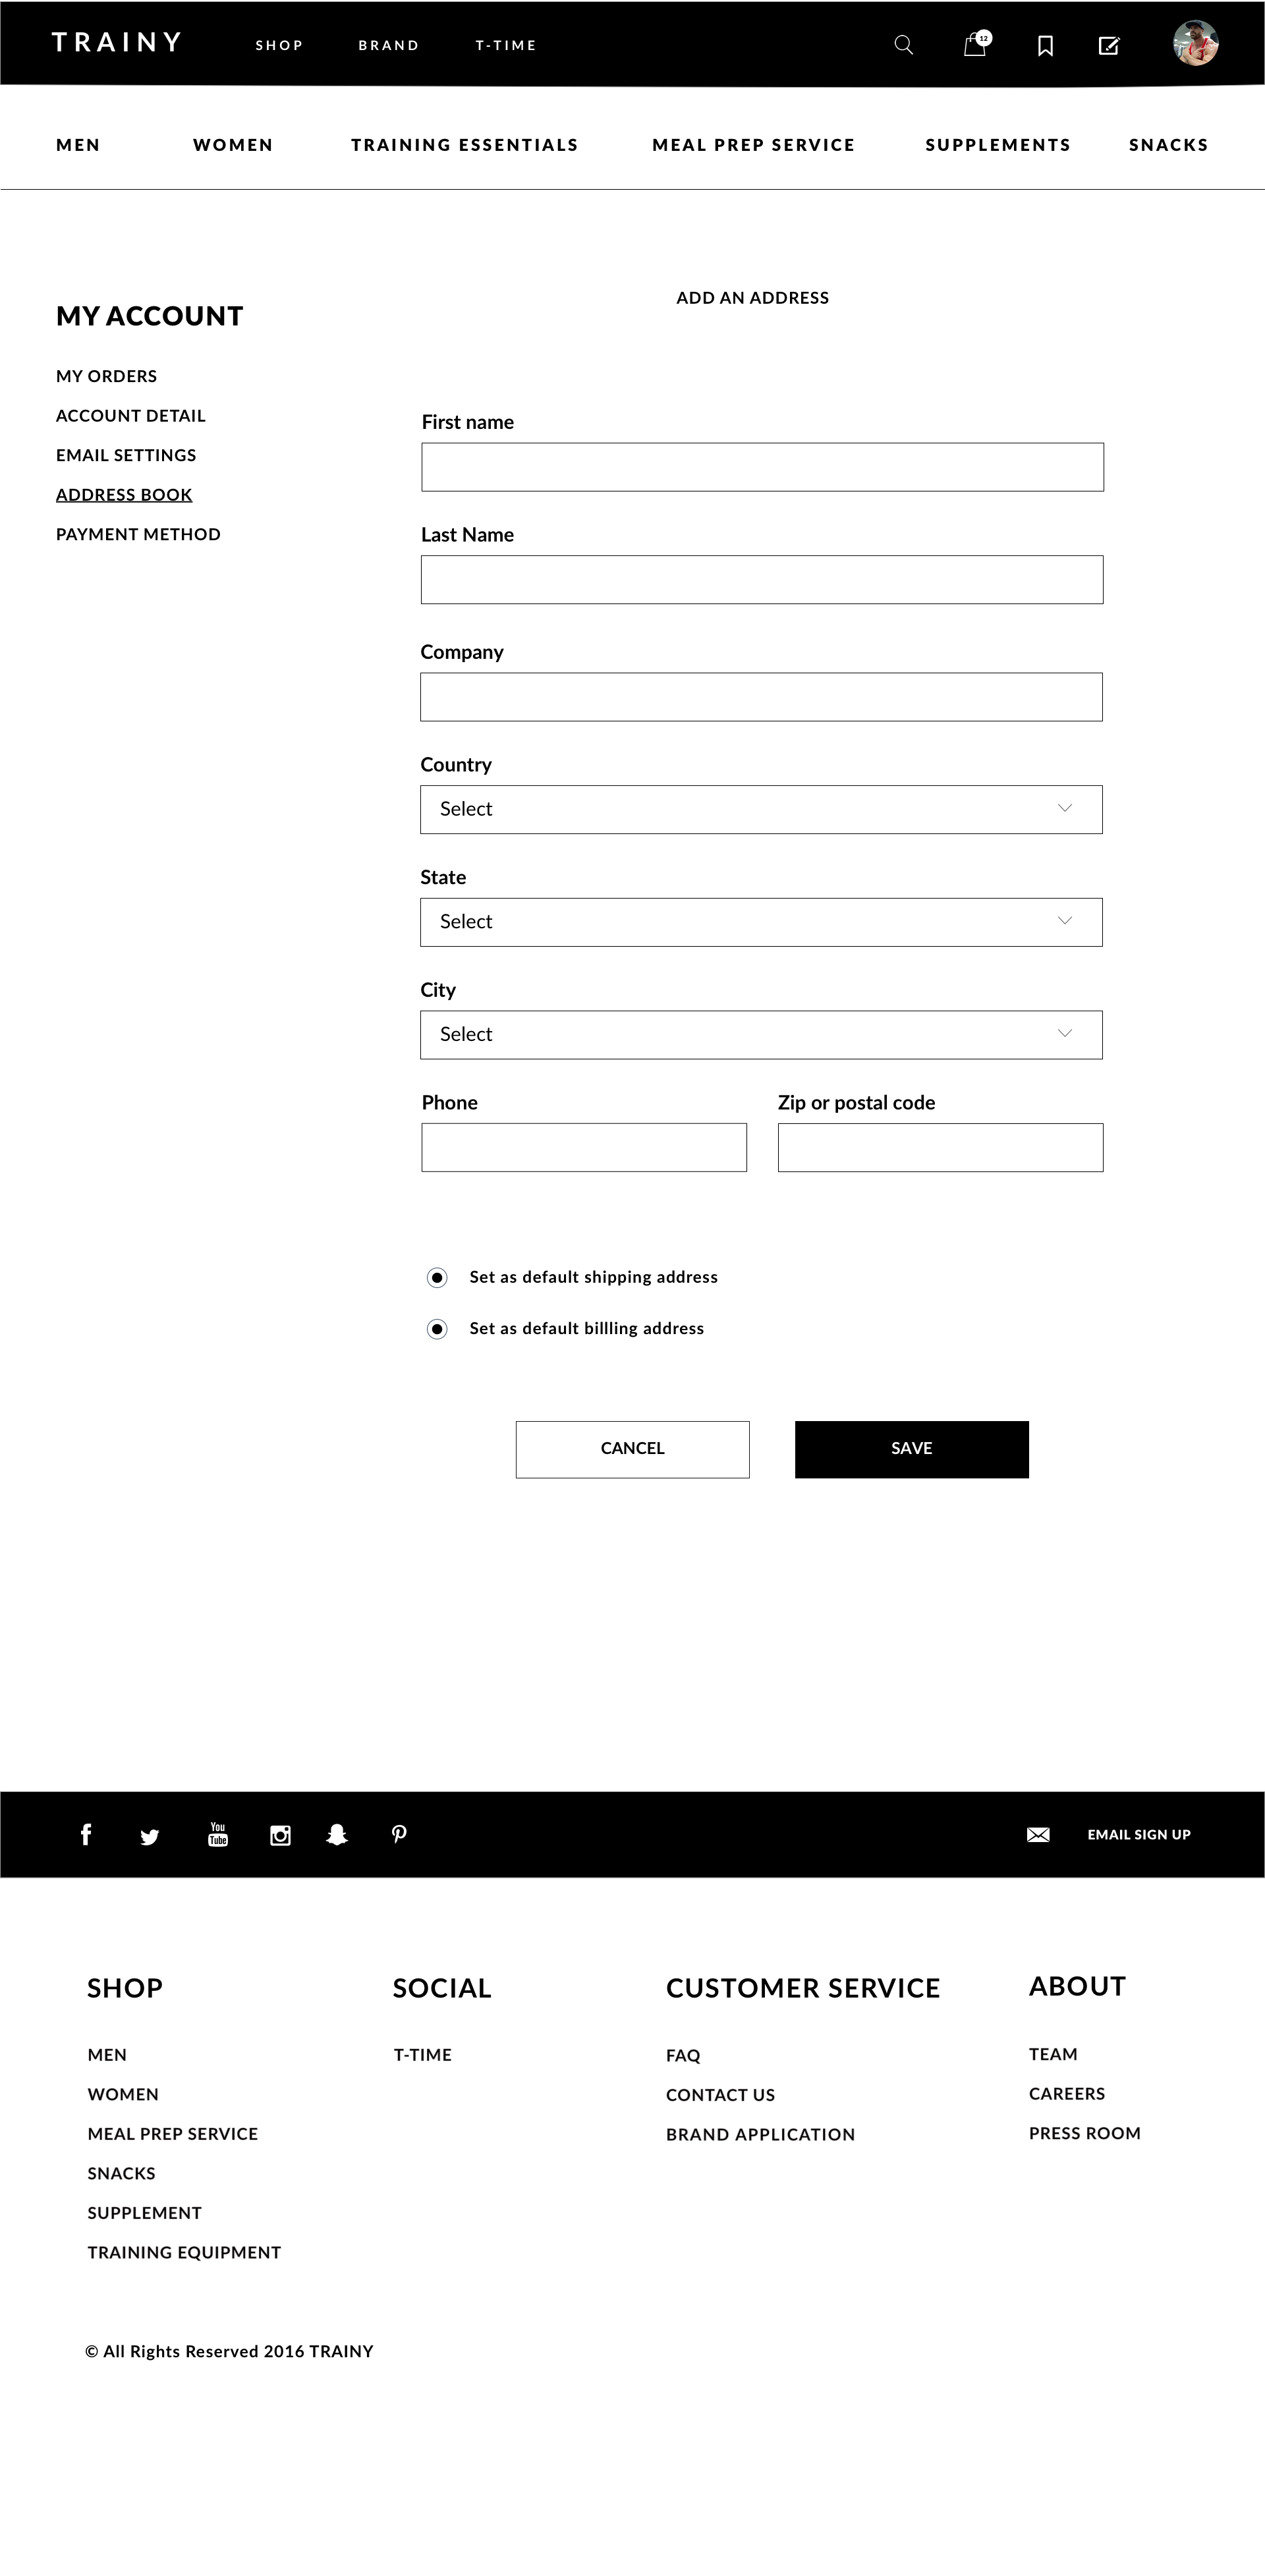 TRAINY
SHOP BRAND T-TIME
12
MEN WOMEN TRAINING ESSENTIALS MEAL PREP SERVICE SUPPLEMENTS SNACKS
MY ACCOUNT
MY ORDERS
ACCOUNT DETAIL
EMAIL SETTINGS
ADDRESS BOOK
PAYMENT METHOD
ADD AN ADDRESS
First name
Last Name
Company
Country
Select
State
Select
City
Select
Phone
Zip or postal code
Set as default shipping address
Set as default billling address
CANCEL
SAVE
You
Tube
EMAIL SIGN UP
SHOP
MEN
WOMEN
MEAL PREP SERVICE
SNACKS
SUPPLEMENT
TRAINING EQUIPMENT
SOCIAL
T-TIME
CUSTOMER SERVICE
FAQ
CONTACT US
BRAND APPLICATION
ABOUT
TEAM
CAREERS
PRESS ROOM
© All Rights Reserved 2016 TRAINY